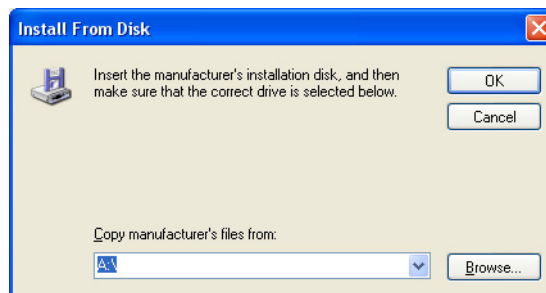 Install From Disk
Insert the manufacturer's installation disk, and then
make sure that the correct drive is selected below.
OK
Cancel
Copy manufacturer's files from:
A:\
Browse...